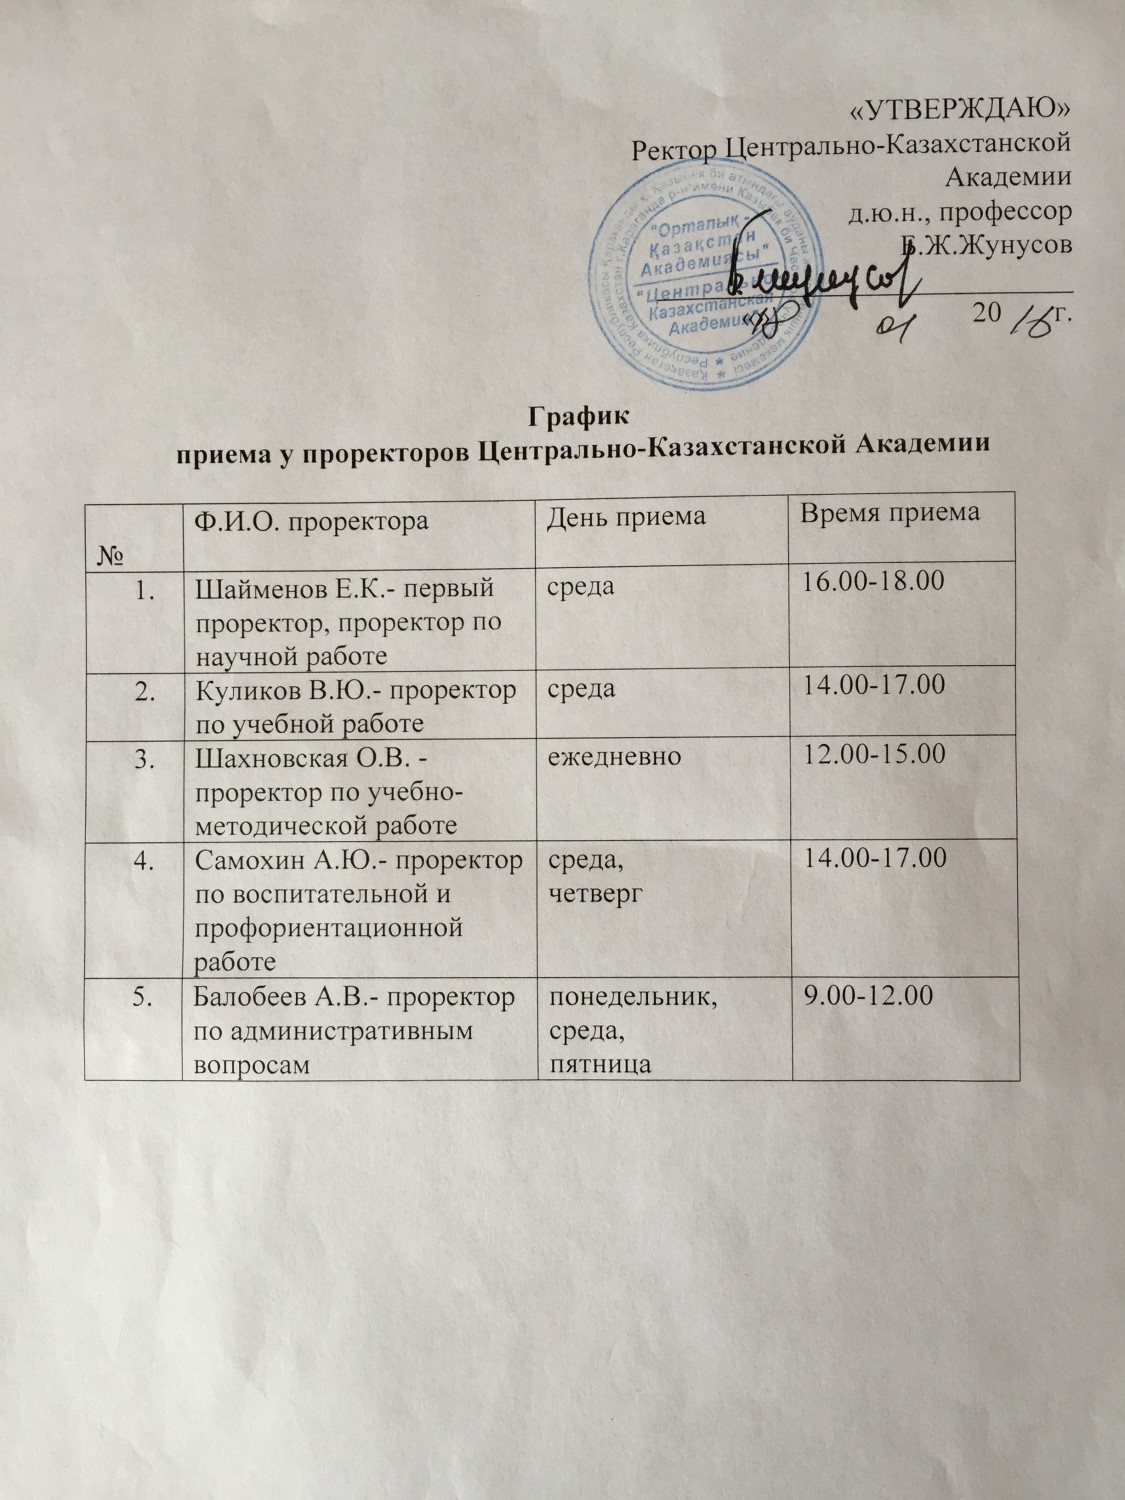 «УТВЕРЖДАЮ»
Ректор Центрально-Казахстанской
Академии
д.ю.н., профессор
Б.Ж.Жунусов
"Орталық -
Қазақстан
Академиясы"
"Центрально
Казахстанская
Академия"
«18» 01 20 16 г.
График
приема у проректоров Центрально-Казахстанской Академии
№ Ф.И.О. проректора День приема Время приема
1. Шайменов Е.К.- первый среда 16.00-18.00
проректор, проректор по
научной работе
2. Куликов В.Ю.- проректор среда 14.00-17.00
по учебной работе
3. Шахновская О.В. - ежедневно 12.00-15.00
проректор по учебно-
методической работе
4. Самохин А.Ю.- проректор среда, 14.00-17.00
по воспитательной и четверг
профориентационной
работе
5. Балобеев А.В.- проректор понедельник, 9.00-12.00
по административным среда,
вопросам пятница